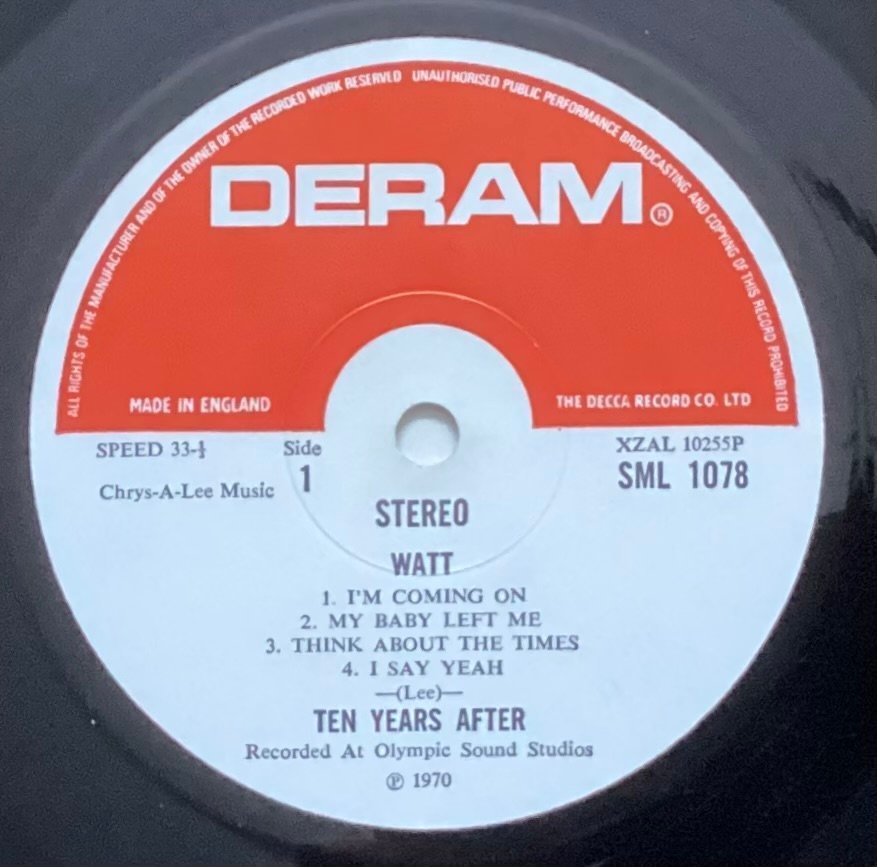 ALL RIGHTS OF THE MANUFACTURER AND OF THE OWNER OF THE RECORDED WORK RESERVED UNAUTHORISED PUBLIC PERFORMANCE BROADCASTING AND COPYING OF THIS RECORD PROHIBITED
DERAM®
MADE IN ENGLAND THE DECCA RECORD CO. LTD
SPEED 33-⅓ Side XZAL 10255P
Chrys-A-Lee Music 1 SML 1078
STEREO
WATT
1. I'M COMING ON
2. MY BABY LEFT ME
3. THINK ABOUT THE TIMES
4. I SAY YEAH
—(Lee)—
TEN YEARS AFTER
Recorded At Olympic Sound Studios
℗ 1970